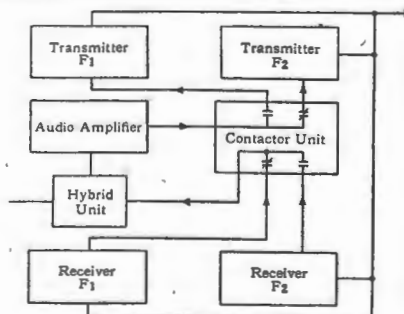 Transmitter
F1
Transmitter
F2
Audio Amplifier
Contactor Unit
Hybrid
Unit
Receiver
F1
Receiver
F2